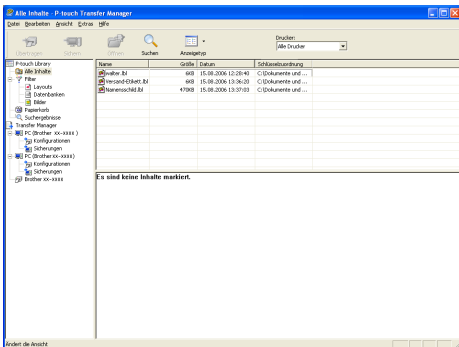 Alle Inhalte - P-touch Transfer Manager
Datei Bearbeiten Ansicht Extras Hilfe
Übertragen Sichern Öffnen Suchen Anzeigetyp
Drucken:
Alle Drucker
P-touch Library
Alle Inhalte
Filter
Layouts
Datenbanken
Bilder
Papierkorb
Suchergebnisse
Transfer Manager
PC (Brother xx-xxxx )
Konfigurationen
Sicherungen
PC (Brother xx-xxxx)
Konfigurationen
Sicherungen
Brother xx-xxxx
Name Größe Datum Schlüsselzuordnung
walter.lbl 6KB 15.08.2006 12:28:40 C:\Dokumente und ...
Versand-Etikett.lbl 6KB 15.08.2006 13:36:20 C:\Dokumente und ...
Namensschild.lbl 470KB 15.08.2006 13:37:03 C:\Dokumente und ...
Es sind keine Inhalte markiert.
Ändert die Ansicht